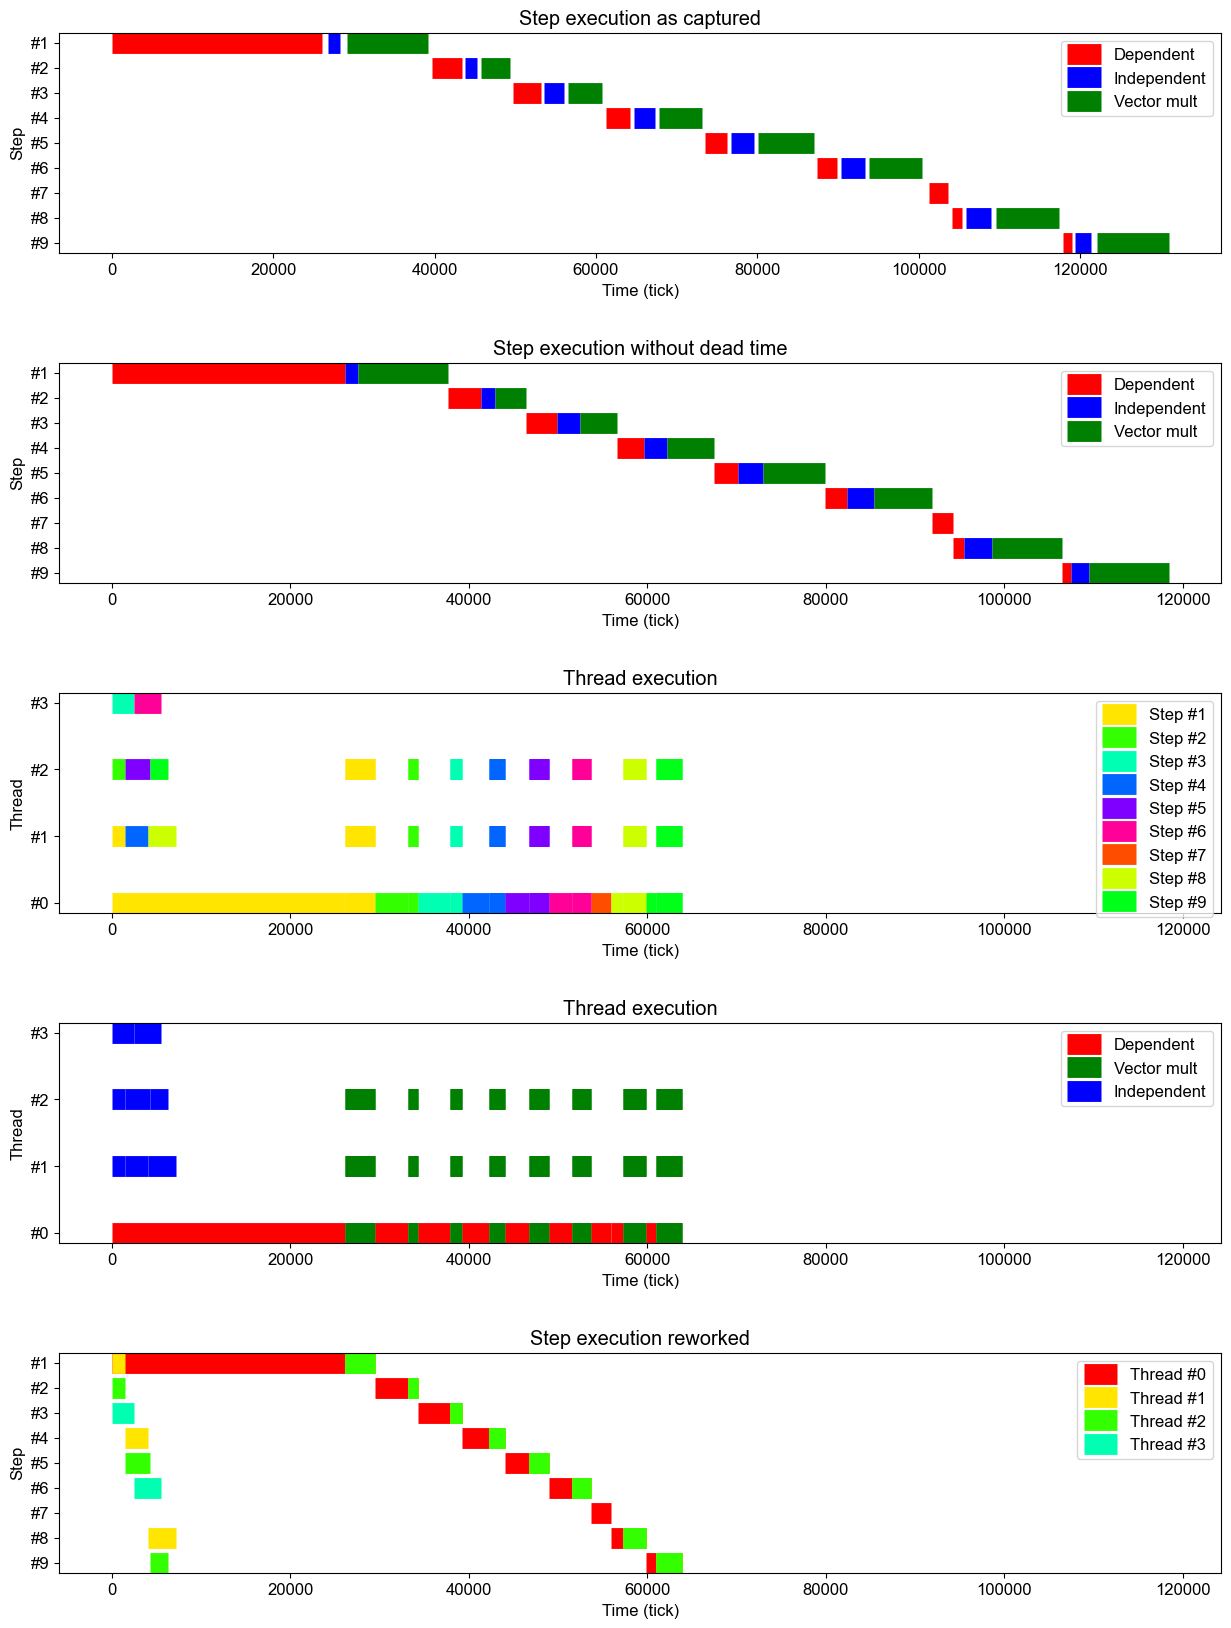 Step execution as captured
#1
#2
#3
#4
#5
#6
#7
#8
#9
Step
Dependent
Independent
Vector mult
0 20000 40000 60000 80000 100000 120000
Time (tick)
Step execution without dead time
#1
#2
#3
#4
#5
#6
#7
#8
#9
Step
Dependent
Independent
Vector mult
0 20000 40000 60000 80000 100000 120000
Time (tick)
Thread execution
#3
#2
#1
#0
Thread
Step #1
Step #2
Step #3
Step #4
Step #5
Step #6
Step #7
Step #8
Step #9
0 20000 40000 60000 80000 100000 120000
Time (tick)
Thread execution
#3
#2
#1
#0
Thread
Dependent
Vector mult
Independent
0 20000 40000 60000 80000 100000 120000
Time (tick)
Step execution reworked
#1
#2
#3
#4
#5
#6
#7
#8
#9
Step
Thread #0
Thread #1
Thread #2
Thread #3
0 20000 40000 60000 80000 100000 120000
Time (tick)